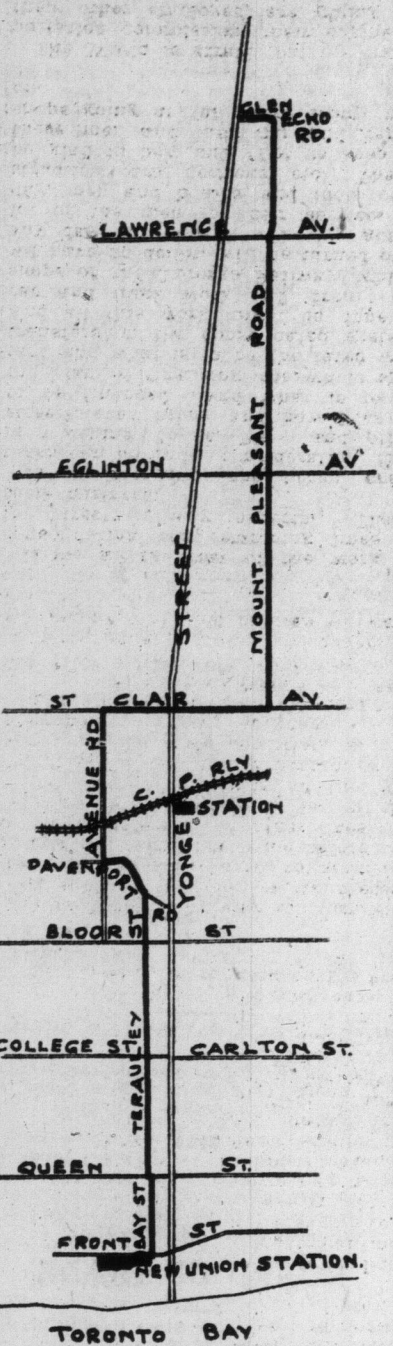 GLEN ECHO
RD.
LAWRENCE AV.
MOUNT PLEASANT ROAD
EGLINTON AV
STREET
ST CLAIR AV.
AVENUE RD
C. P. RLY
STATION
YONGE
DAVENPORT
RD
BLOOR ST
ST
TERAULEY
COLLEGE ST. CARLTON ST.
QUEEN ST.
BAY ST
FRONT ST
NEW UNION STATION.
TORONTO BAY